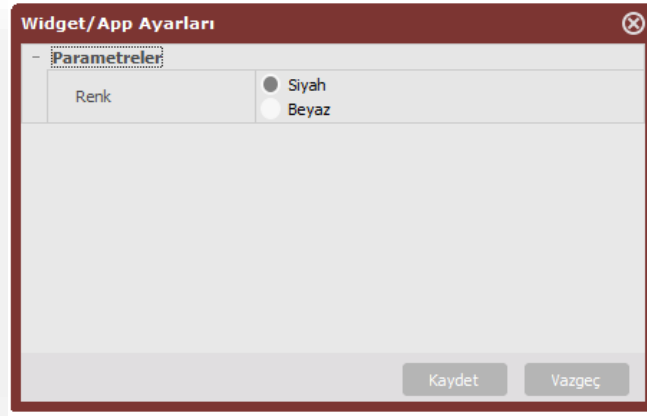 Widget/App Ayarları
Parametreler
Renk
Siyah
Beyaz
Kaydet
Vazgeç